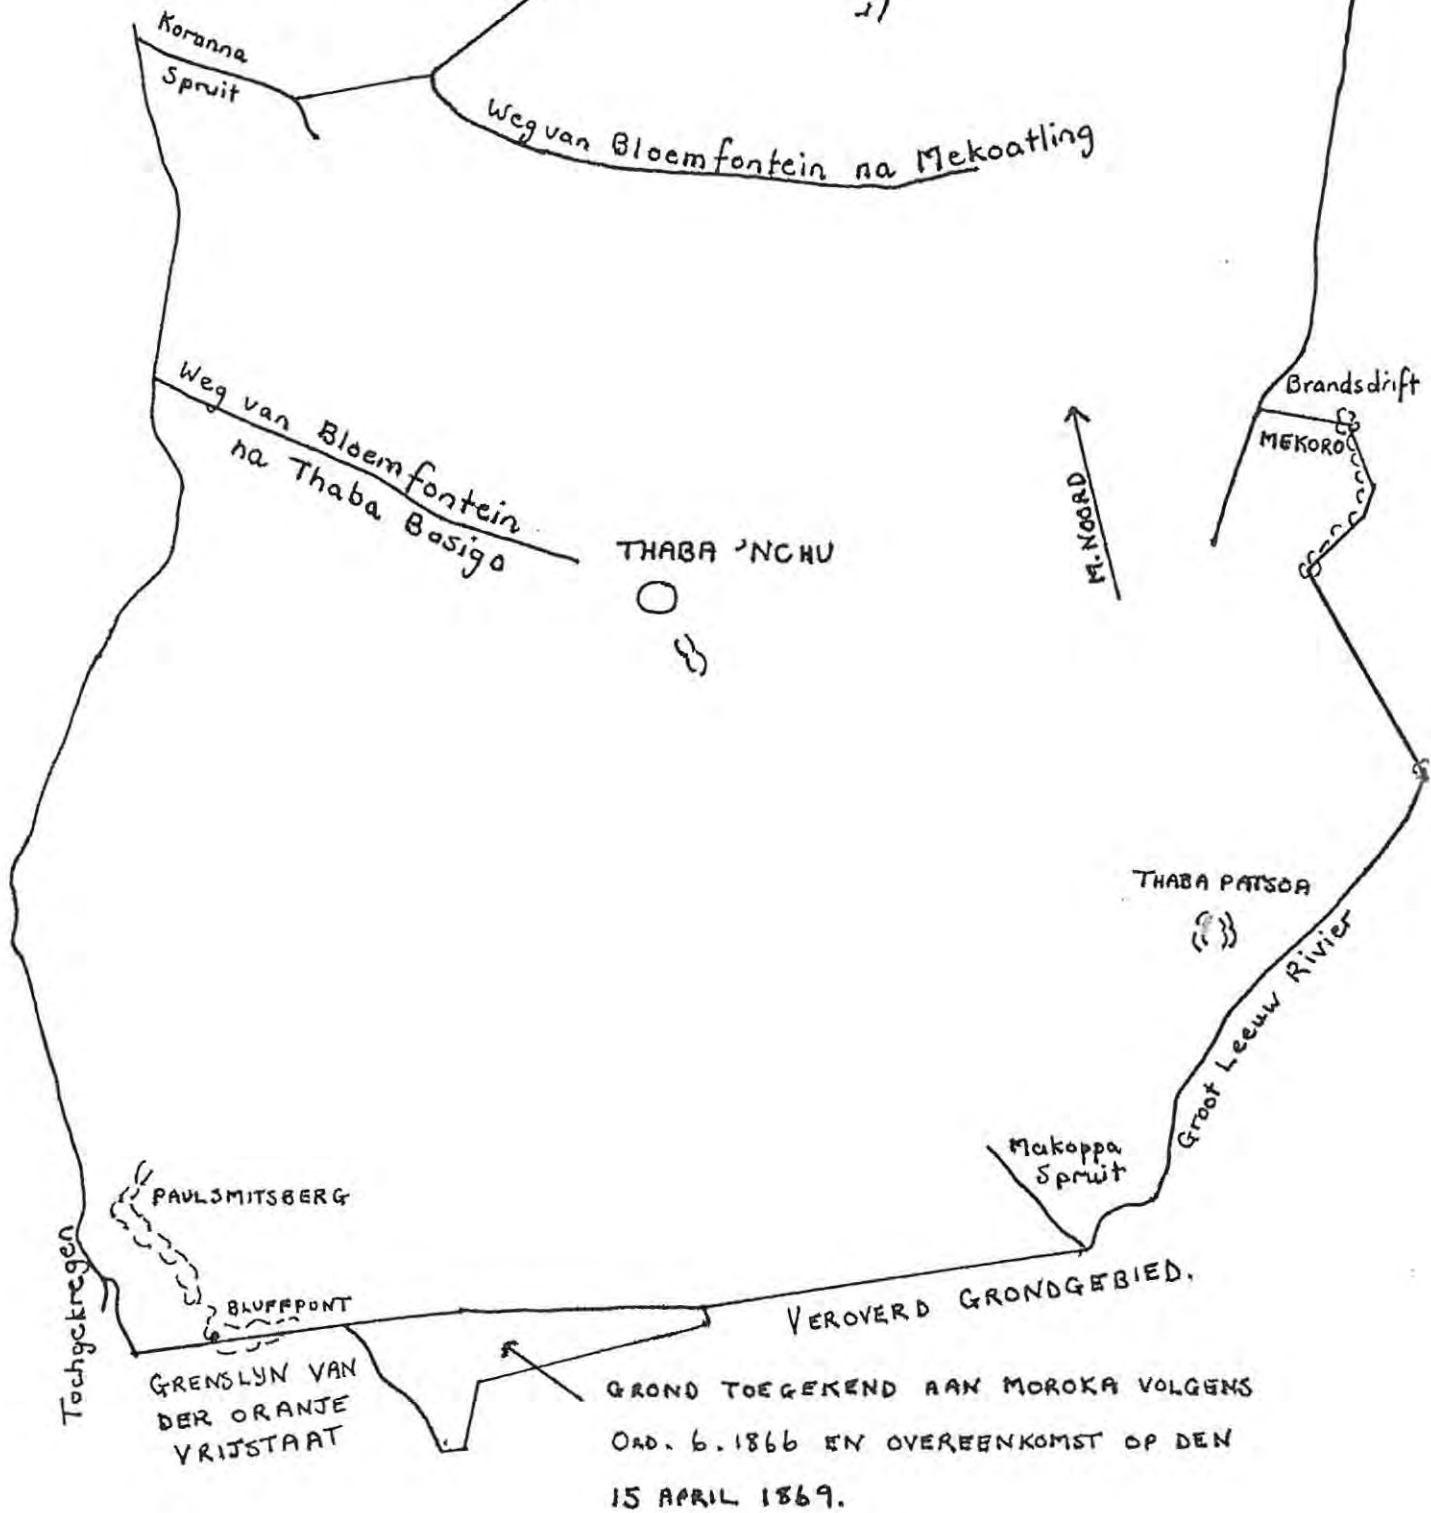 Koranna
Spruit
Weg van Bloemfontein na Mekoatling
Brandsdrift
MEKORO
Weg van Bloemfontein
na Thaba Bosigo
M. NOORD
THABA 'NCHU
THABA PATSOA
Groot Leeuw Rivier
Makoppa
Spruit
PAULSMITSBERG
Tochgekregen
BLUFFPONT
VEROVERD GRONDGEBIED.
GRENSLYN VAN
DER ORANJE
VRIJSTAAT
GROND TOEGEKEND AAN MOROKA VOLGENS
ORD. 6. 1866 EN OVEREENKOMST OP DEN
15 APRIL 1869.